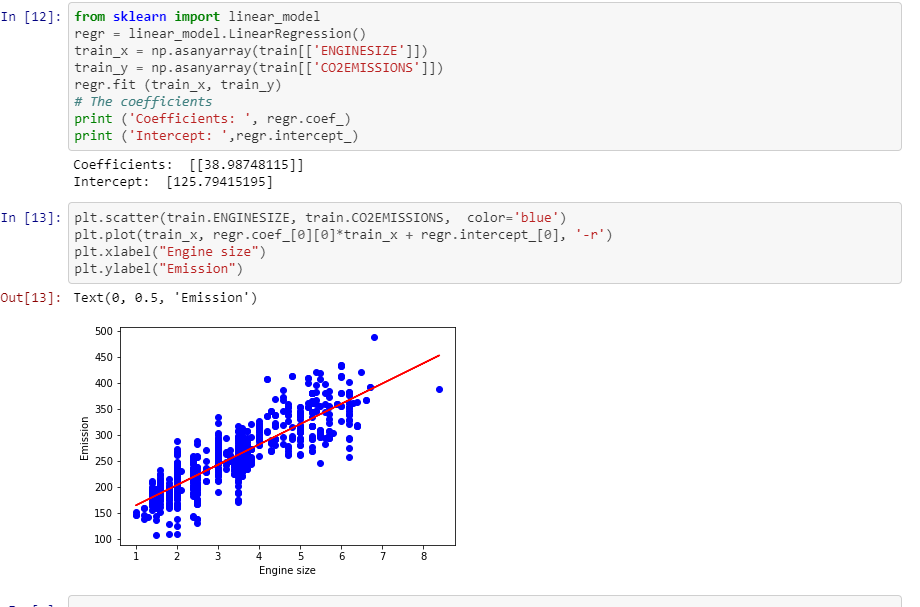 In [12]: from sklearn import linear_model
regr = linear_model.LinearRegression()
train_x = np.asanyarray(train[['ENGINESIZE']])
train_y = np.asanyarray(train[['CO2EMISSIONS']])
regr.fit (train_x, train_y)
# The coefficients
print ('Coefficients: ', regr.coef_)
print ('Intercept: ',regr.intercept_)
Coefficients:  [[38.98748115]]
Intercept:  [125.79415195]
In [13]: plt.scatter(train.ENGINESIZE, train.CO2EMISSIONS,  color='blue')
plt.plot(train_x, regr.coef_[0][0]*train_x + regr.intercept_[0], '-r')
plt.xlabel("Engine size")
plt.ylabel("Emission")
Out[13]: Text(0, 0.5, 'Emission')
500
450
400
350
300
250
200
150
100
Emission
1 2 3 4 5 6 7 8
Engine size